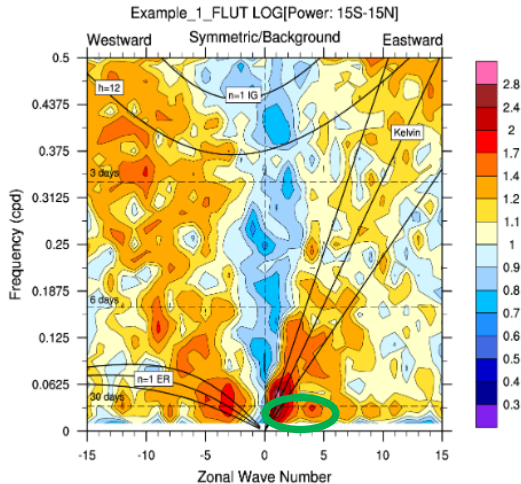 Example_1_FLUT LOG[Power: 15S-15N]
Westward Symmetric/Background Eastward
0.5
0.4375
0.375
0.3125
0.25
0.1875
0.125
0.0625
0
Frequency (cpd)
h=12
n=1 IG
Kelvin
3 days
6 days
n=1 ER
30 days
-15 -10 -5 0 5 10 15
Zonal Wave Number
2.8
2.4
2
1.7
1.4
1.2
1.1
1
0.9
0.8
0.7
0.6
0.5
0.4
0.3